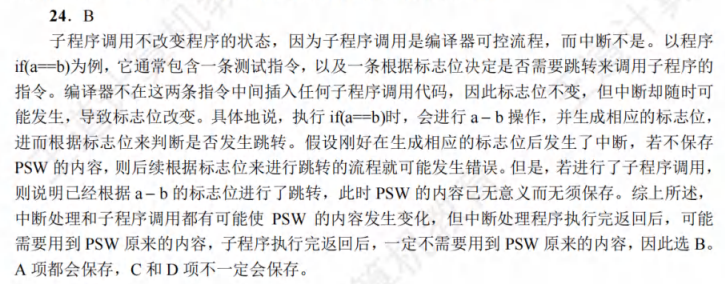 24．B
子程序调用不改变程序的状态，因为子程序调用是编译器可控流程，而中断不是。以程序
if(a==b)为例，它通常包含一条测试指令，以及一条根据标志位决定是否需要跳转来调用子程序的
指令。编译器不在这两条指令中间插入任何子程序调用代码，因此标志位不变，但中断却随时可
能发生，导致标志位改变。具体地说，执行 if(a==b)时，会进行 a – b 操作，并生成相应的标志位，
进而根据标志位来判断是否发生跳转。假设刚好在生成相应的标志位后发生了中断，若不保存
PSW 的内容，则后续根据标志位来进行跳转的流程就可能发生错误。但是，若进行了子程序调用，
则说明已经根据 a – b 的标志位进行了跳转，此时 PSW 的内容已无意义而无须保存。综上所述，
中断处理和子程序调用都有可能使 PSW 的内容发生变化，但中断处理程序执行完返回后，可能
需要用到 PSW 原来的内容，子程序执行完返回后，一定不需要用到 PSW 原来的内容，因此选 B。
A 项都会保存，C 和 D 项不一定会保存。